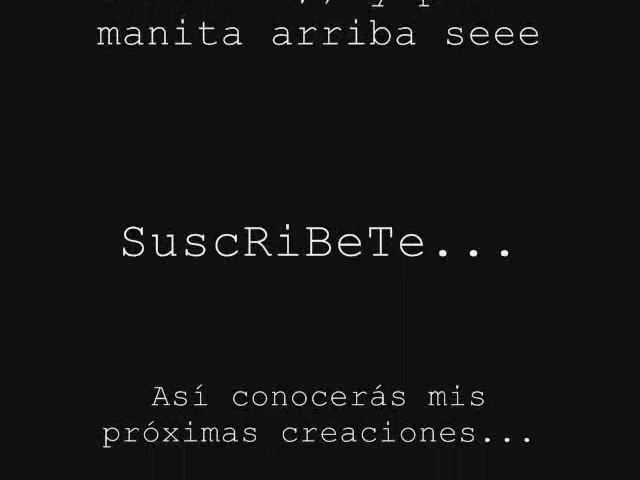 manita arriba seee
SuscRiBeTe...
Así conocerás mis
próximas creaciones...